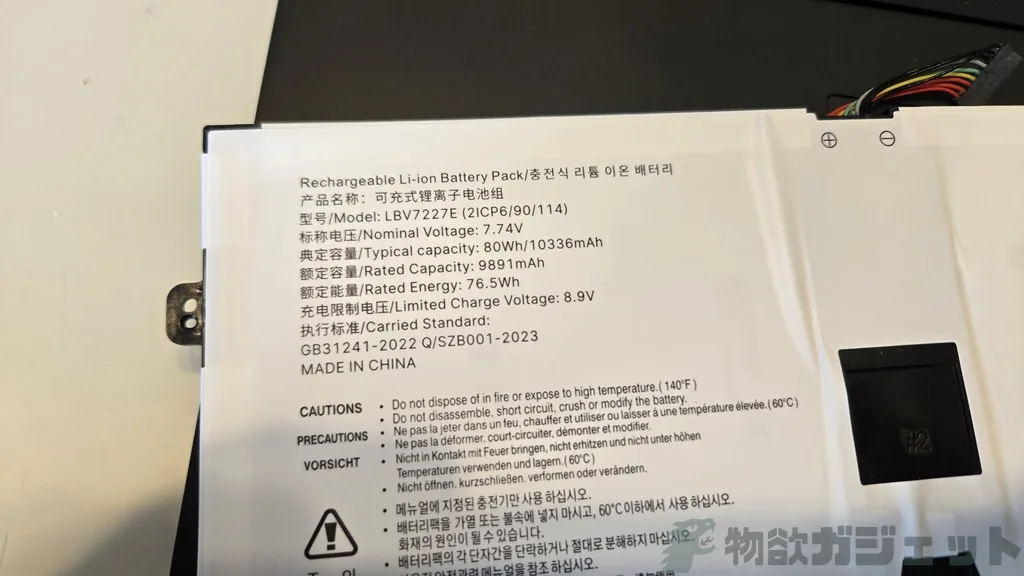 Rechargeable Li-ion Battery Pack/충전식 리튬 이온 배터리
产品名称：可充式锂离子电池组
型号/Model: LBV7227E (2ICP6/90/114)
标称电压/Nominal Voltage: 7.74V
典定容量/Typical capacity: 80Wh/10336mAh
额定容量/Rated Capacity: 9891mAh
额定能量/Rated Energy: 76.5Wh
充电限制电压/Limited Charge Voltage: 8.9V
执行标准/Carried Standard:
GB31241-2022 Q/SZB001-2023
MADE IN CHINA
CAUTIONS
• Do not dispose of in fire or expose to high temperature.(140°F)
• Do not disassemble, short circuit, crush or modify the battery.
PRECAUTIONS
• Ne pas la jeter dans un feu, chauffer et utiliser ou laisser à une température élevée.(60°C)
• Ne pas la déformer, court-circuiter, démonter et modifier.
VORSICHT
• Nicht in Kontakt mit Feuer bringen, nicht erhitzen und nicht unter höhen
Temperaturen verwenden und lagern.(60°C)
• Nicht öffnen. kurzschließen. verformen oder verändern.
• 메뉴얼에 지정된 충전기만 사용 하십시오.
• 배터리팩을 가열 또는 불속에 넣지 마시고, 60°C 이하에서 사용 하십시오.
화재의 원인이 될 수 있습니다.
• 배터리팩의 각 단자간을 단락하거나 절대로 분해하지 마십시오.
메뉴얼을 참조 하십시오.
#2
物欲ガジェット